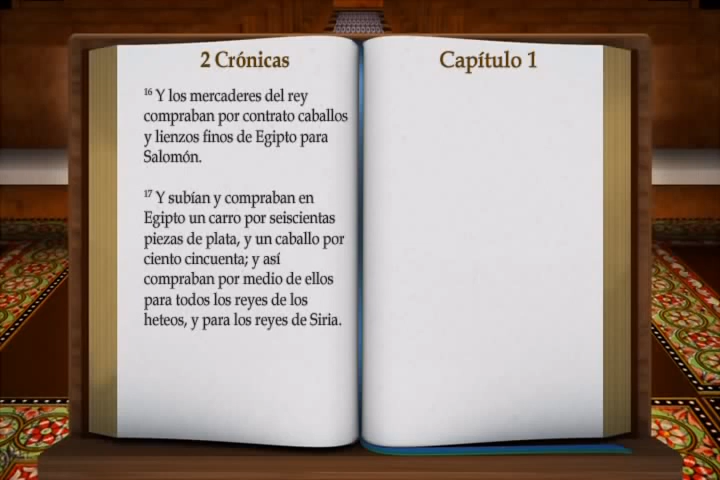 2 Crónicas
Capítulo 1
16 Y los mercaderes del rey
compraban por contrato caballos
y lienzos finos de Egipto para
Salomón.
17 Y subían y compraban en
Egipto un carro por seiscientas
piezas de plata, y un caballo por
ciento cincuenta; y así
compraban por medio de ellos
para todos los reyes de los
heteos, y para los reyes de Siria.